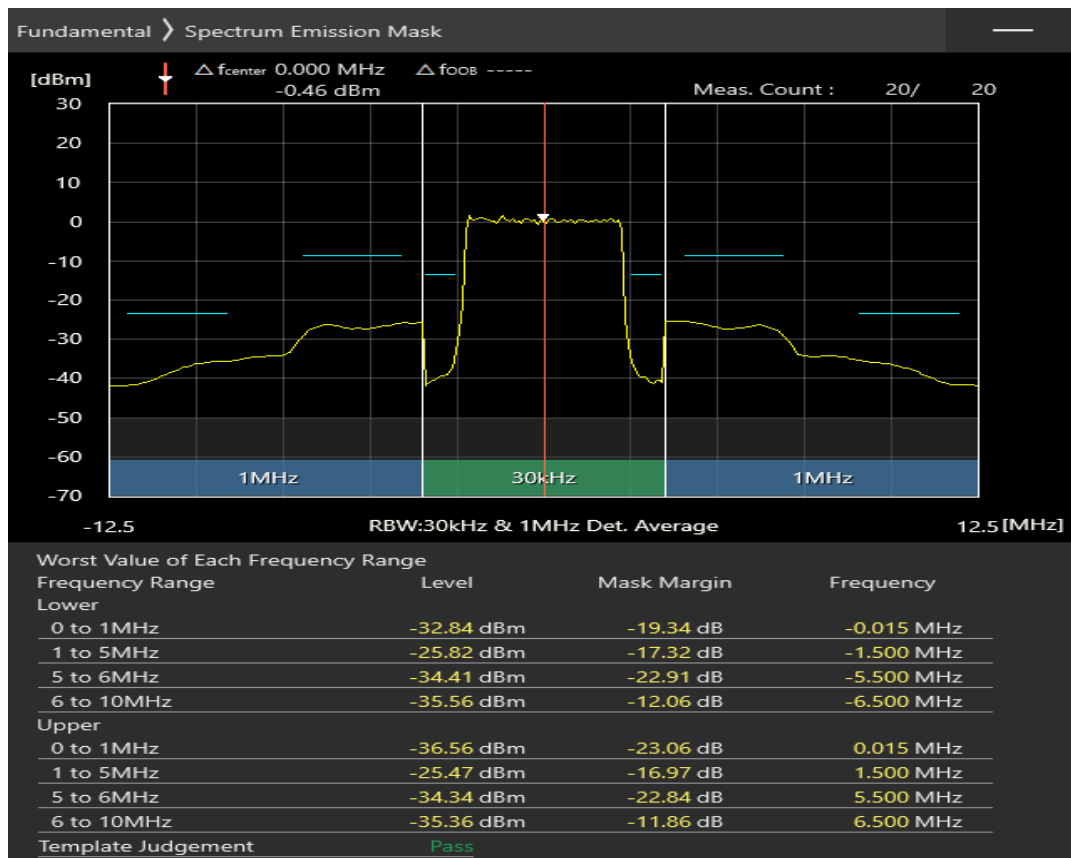 Fundamental ❯ Spectrum Emission Mask
[dBm] △ fcenter 0.000 MHz △ fOOB -----
-0.46 dBm Meas. Count : 20/ 20
30
20
10
0
-10
-20
-30
-40
-50
-60
-70
1MHz 30kHz 1MHz
-12.5 RBW:30kHz & 1MHz Det. Average 12.5 [MHz]
Worst Value of Each Frequency Range
Frequency Range Level Mask Margin Frequency
Lower
0 to 1MHz -32.84 dBm -19.34 dB -0.015 MHz
1 to 5MHz -25.82 dBm -17.32 dB -1.500 MHz
5 to 6MHz -34.41 dBm -22.91 dB -5.500 MHz
6 to 10MHz -35.56 dBm -12.06 dB -6.500 MHz
Upper
0 to 1MHz -36.56 dBm -23.06 dB 0.015 MHz
1 to 5MHz -25.47 dBm -16.97 dB 1.500 MHz
5 to 6MHz -34.34 dBm -22.84 dB 5.500 MHz
6 to 10MHz -35.36 dBm -11.86 dB 6.500 MHz
Template Judgement Pass